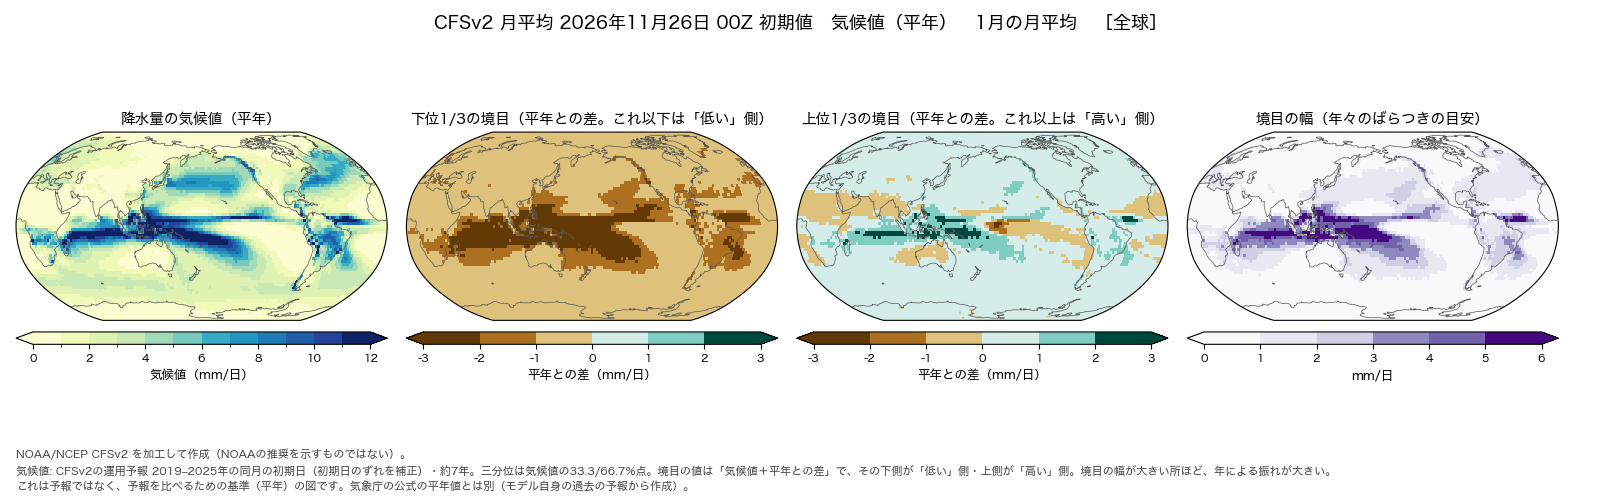 CFSv2 月平均 2026年11月26日 00Z 初期値　気候値（平年）　1月の月平均　［全球］
降水量の気候値（平年）
下位1/3の境目（平年との差。これ以下は「低い」側）
上位1/3の境目（平年との差。これ以上は「高い」側）
境目の幅（年々のばらつきの目安）
0 2 4 6 8 10 12
-3 -2 -1 0 1 2 3
-3 -2 -1 0 1 2 3
0 1 2 3 4 5 6
気候値（mm/日）
平年との差（mm/日）
平年との差（mm/日）
mm/日
NOAA/NCEP CFSv2 を加工して作成（NOAAの推奨を示すものではない）。
気候値: CFSv2の運用予報 2019–2025年の同月の初期日（初期日のずれを補正）・約7年。三分位は気候値の33.3/66.7%点。境目の値は「気候値＋平年との差」で、その下側が「低い」側・上側が「高い」側。境目の幅が大きい所ほど、年による振れが大きい。
これは予報ではなく、予報を比べるための基準（平年）の図です。気象庁の公式の平年値とは別（モデル自身の過去の予報から作成）。